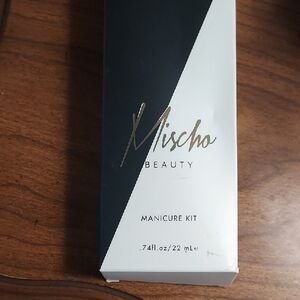 Mischo
BEAUTY
MANICURE KIT
.74fl.oz/22 mL℮